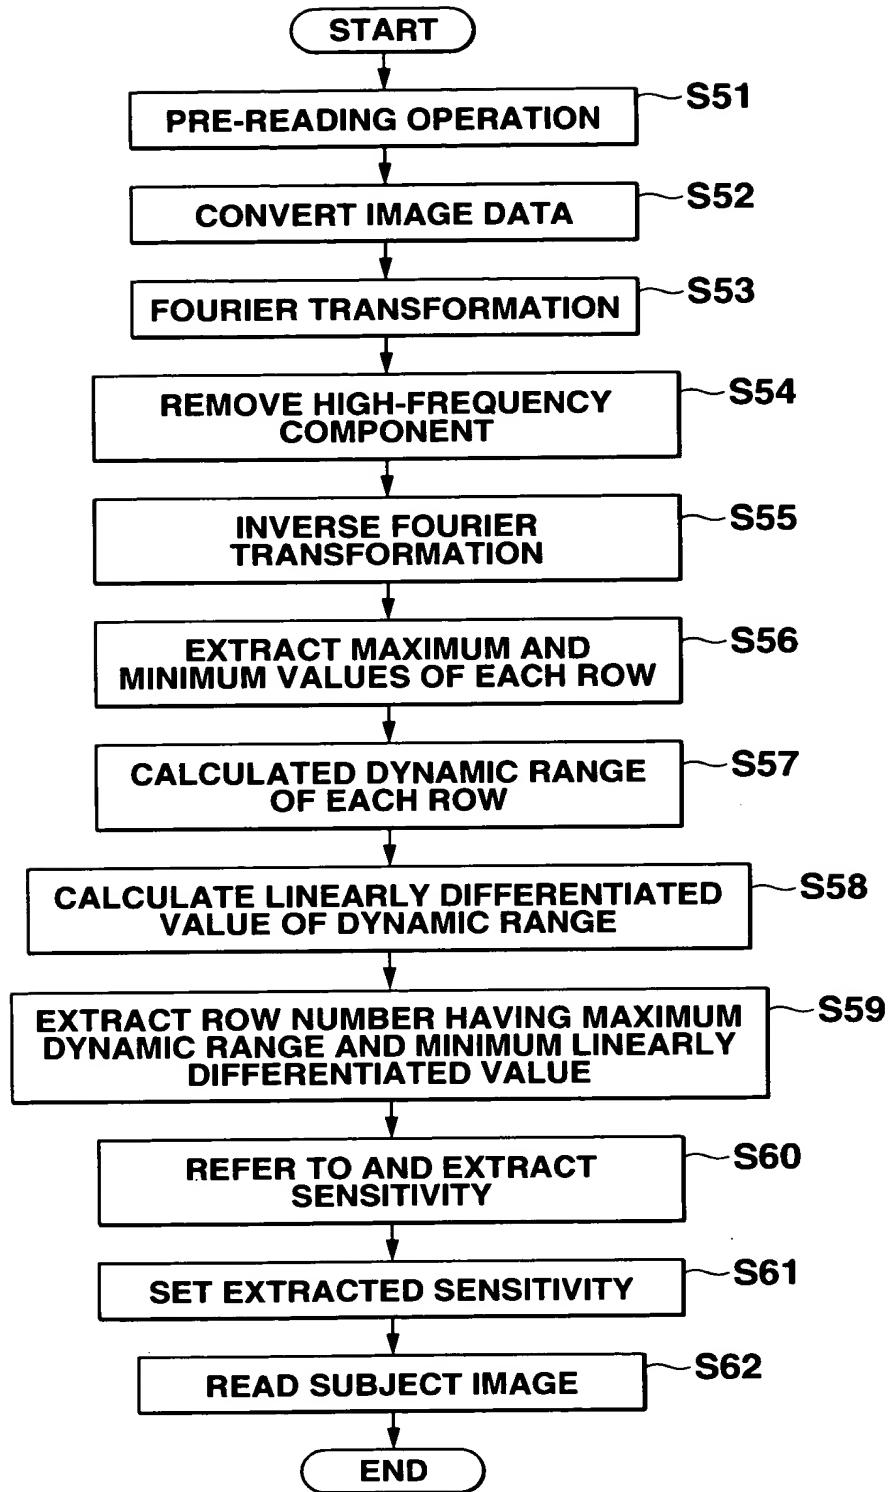 START
PRE-READING OPERATION
S51
CONVERT IMAGE DATA
S52
FOURIER TRANSFORMATION
S53
REMOVE HIGH-FREQUENCY
COMPONENT
S54
INVERSE FOURIER
TRANSFORMATION
S55
EXTRACT MAXIMUM AND
MINIMUM VALUES OF EACH ROW
S56
CALCULATED DYNAMIC RANGE
OF EACH ROW
S57
CALCULATE LINEARLY DIFFERENTIATED
VALUE OF DYNAMIC RANGE
S58
EXTRACT ROW NUMBER HAVING MAXIMUM
DYNAMIC RANGE AND MINIMUM LINEARLY
DIFFERENTIATED VALUE
S59
REFER TO AND EXTRACT
SENSITIVITY
S60
SET EXTRACTED SENSITIVITY
S61
READ SUBJECT IMAGE
S62
END